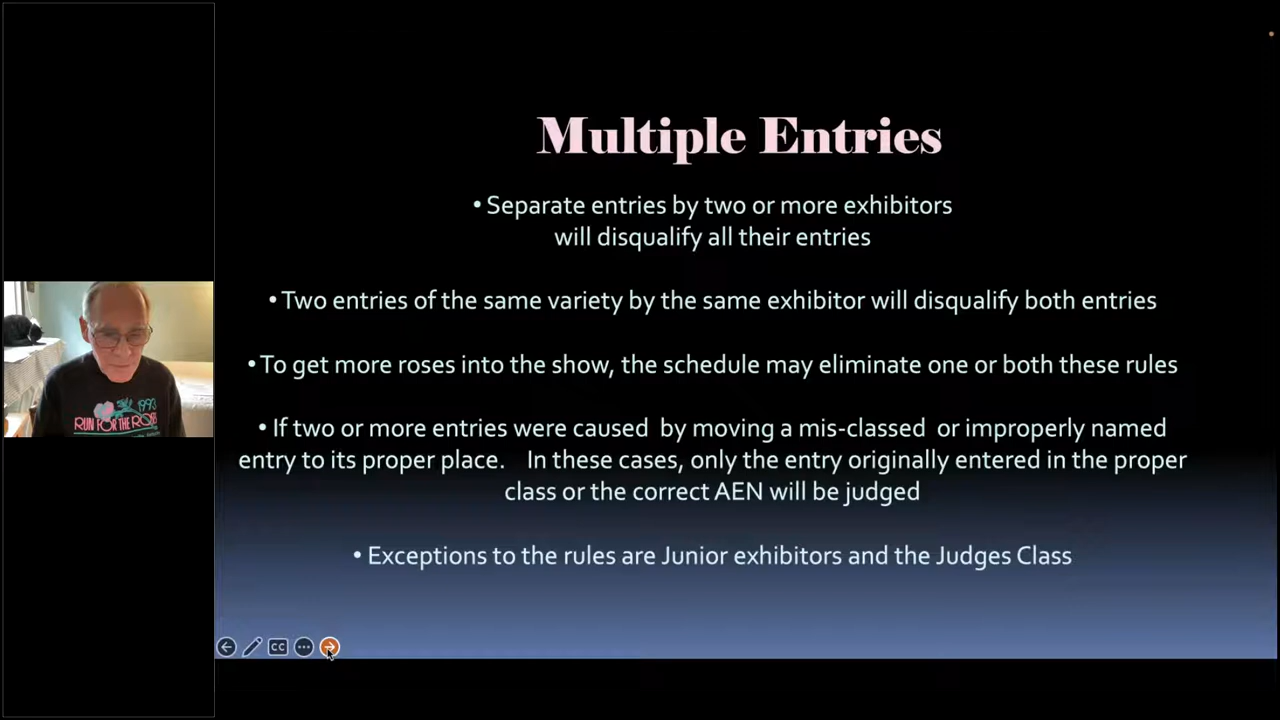 Multiple Entries
• Separate entries by two or more exhibitors
will disqualify all their entries
• Two entries of the same variety by the same exhibitor will disqualify both entries
• To get more roses into the show, the schedule may eliminate one or both these rules
• If two or more entries were caused by moving a mis-classed or improperly named
entry to its proper place. In these cases, only the entry originally entered in the proper
class or the correct AEN will be judged
• Exceptions to the rules are Junior exhibitors and the Judges Class
1993
RUN FOR THE ROSES
CC